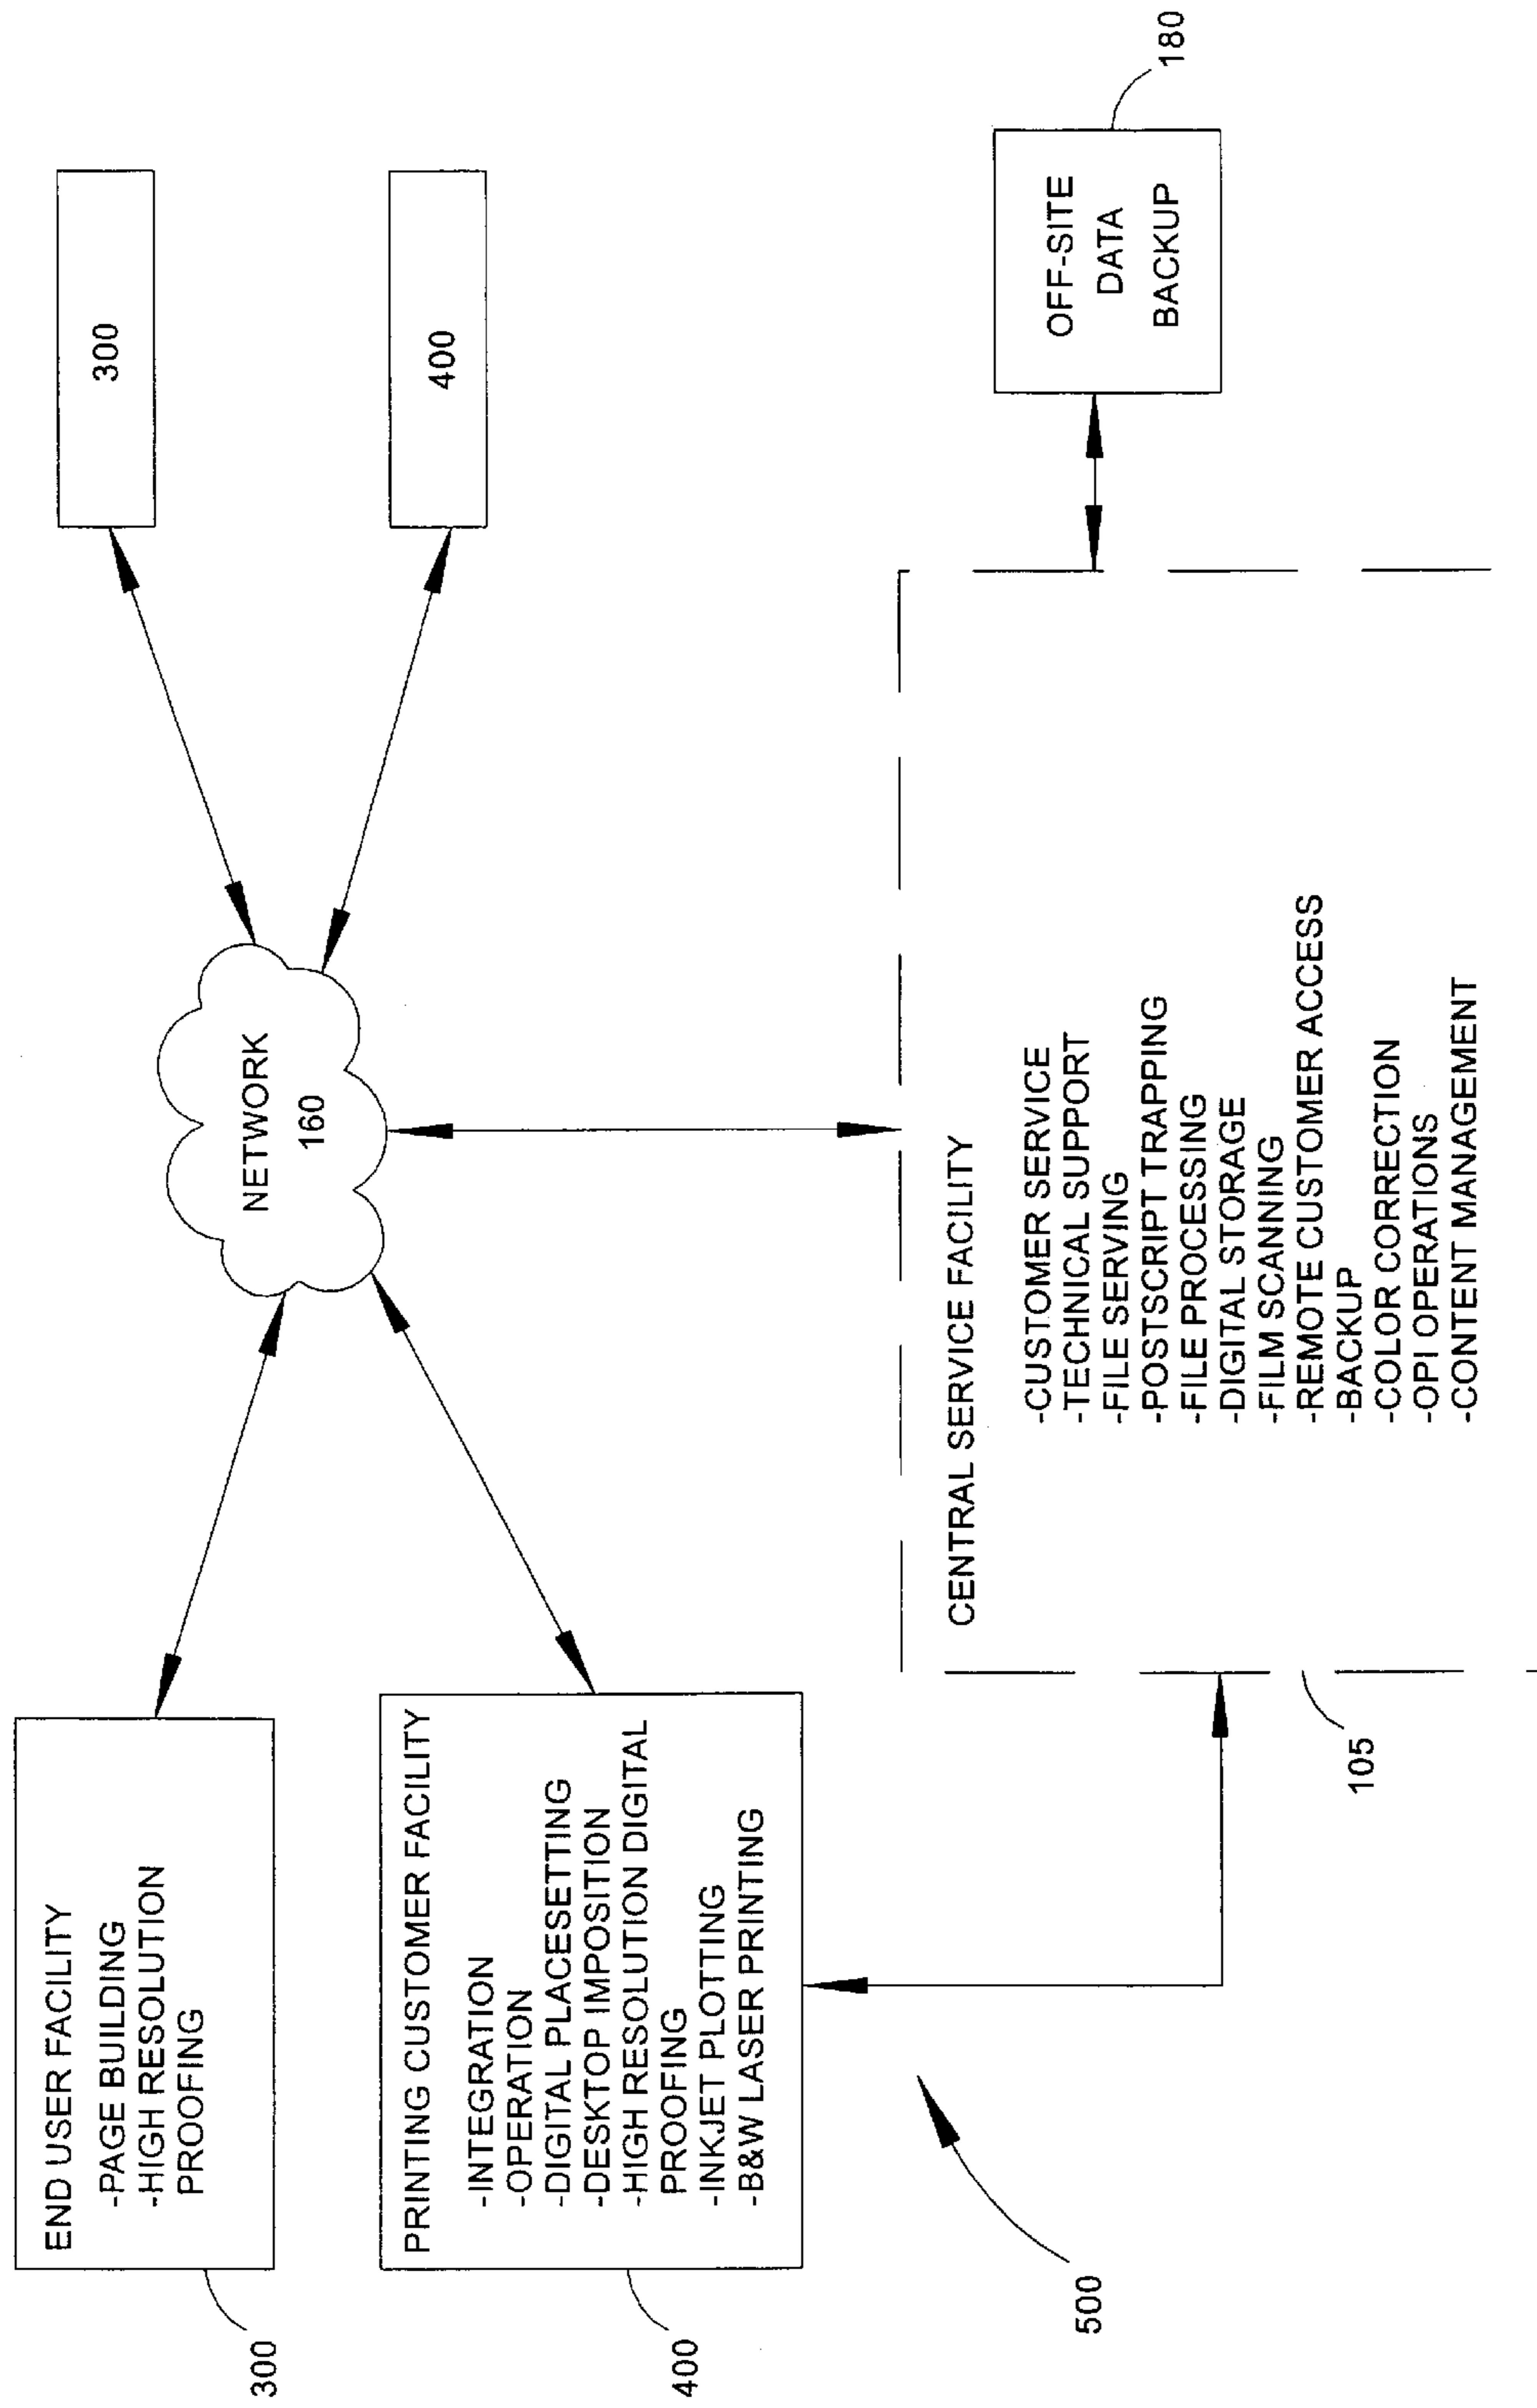 END USER FACILITY
-PAGE BUILDING
-HIGH RESOLUTION
PROOFING
300
PRINTING CUSTOMER FACILITY
-INTEGRATION
-OPERATION
-DIGITAL PLACESETTING
-DESKTOP IMPOSITION
-HIGH RESOLUTION DIGITAL
PROOFING
-INKJET PLOTTING
-B&W LASER PRINTING
400
500
NETWORK
160
300
400
CENTRAL SERVICE FACILITY
-CUSTOMER SERVICE
-TECHNICAL SUPPORT
-FILE SERVING
-POSTSCRIPT TRAPPING
-FILE PROCESSING
-DIGITAL STORAGE
-FILM SCANNING
-REMOTE CUSTOMER ACCESS
-BACKUP
-COLOR CORRECTION
-OPI OPERATIONS
-CONTENT MANAGEMENT
105
OFF-SITE
DATA
BACKUP
180